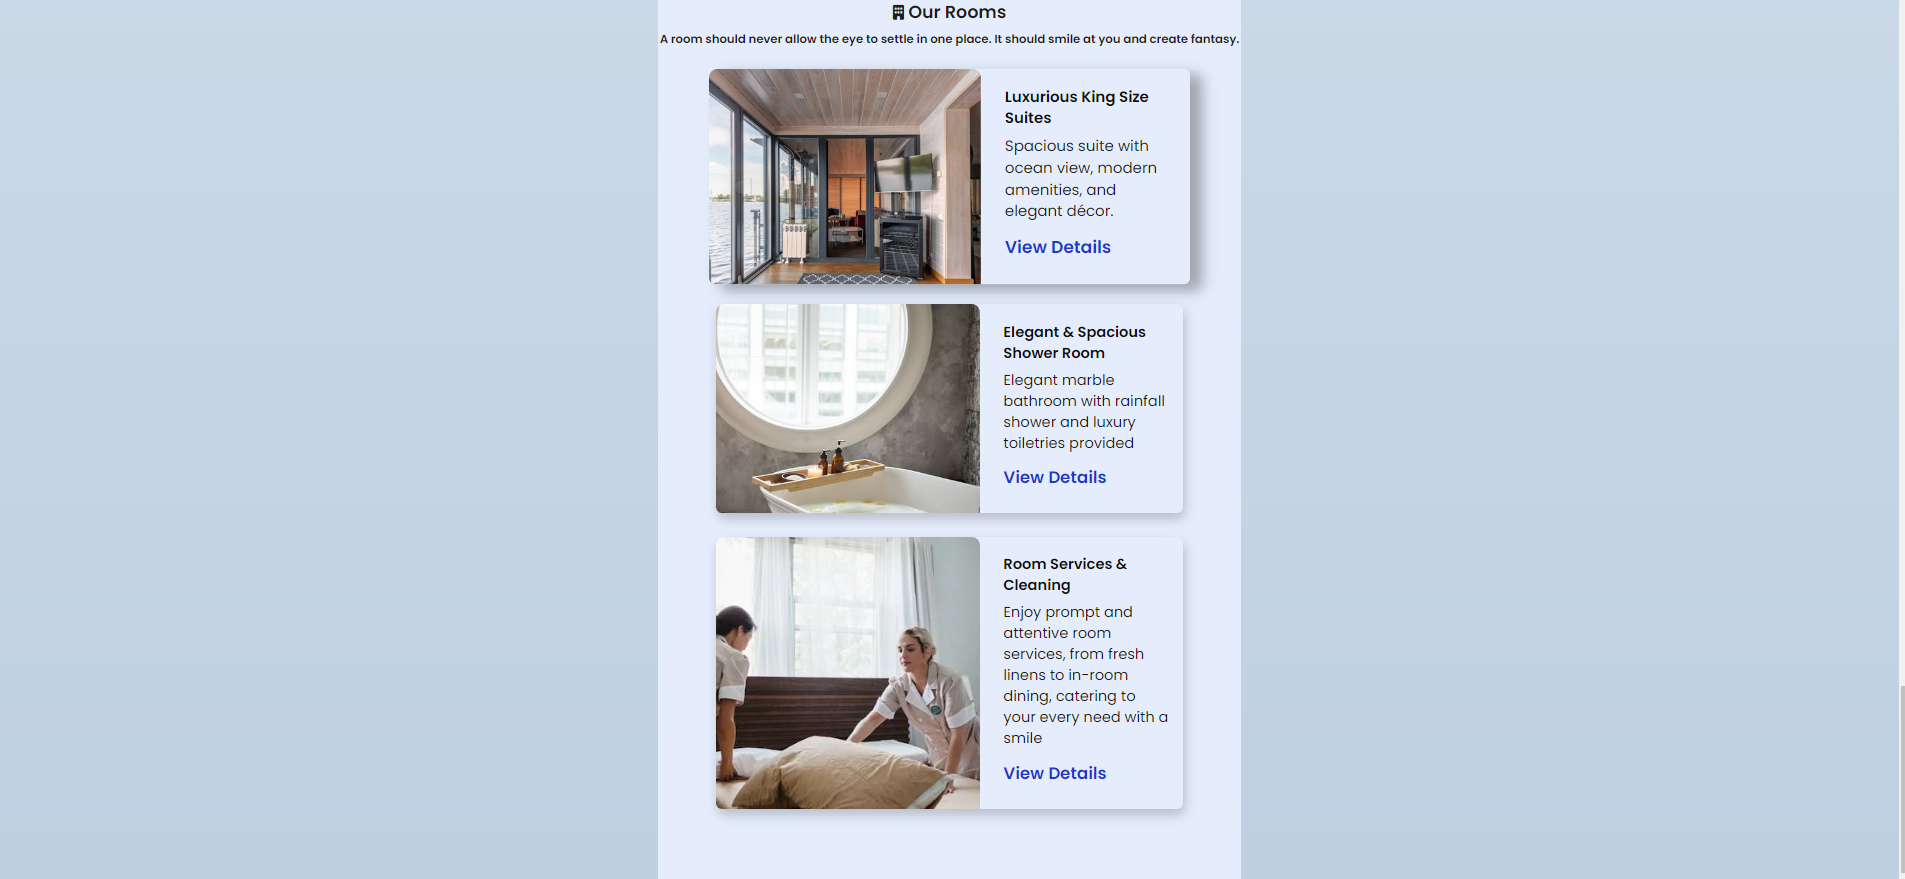 Our Rooms
A room should never allow the eye to settle in one place. It should smile at you and create fantasy.
Luxurious King Size
Suites
Spacious suite with
ocean view, modern
amenities, and
elegant décor.
View Details
Elegant & Spacious
Shower Room
Elegant marble
bathroom with rainfall
shower and luxury
toiletries provided
View Details
Room Services &
Cleaning
Enjoy prompt and
attentive room
services, from fresh
linens to in-room
dining, catering to
your every need with a
smile
View Details